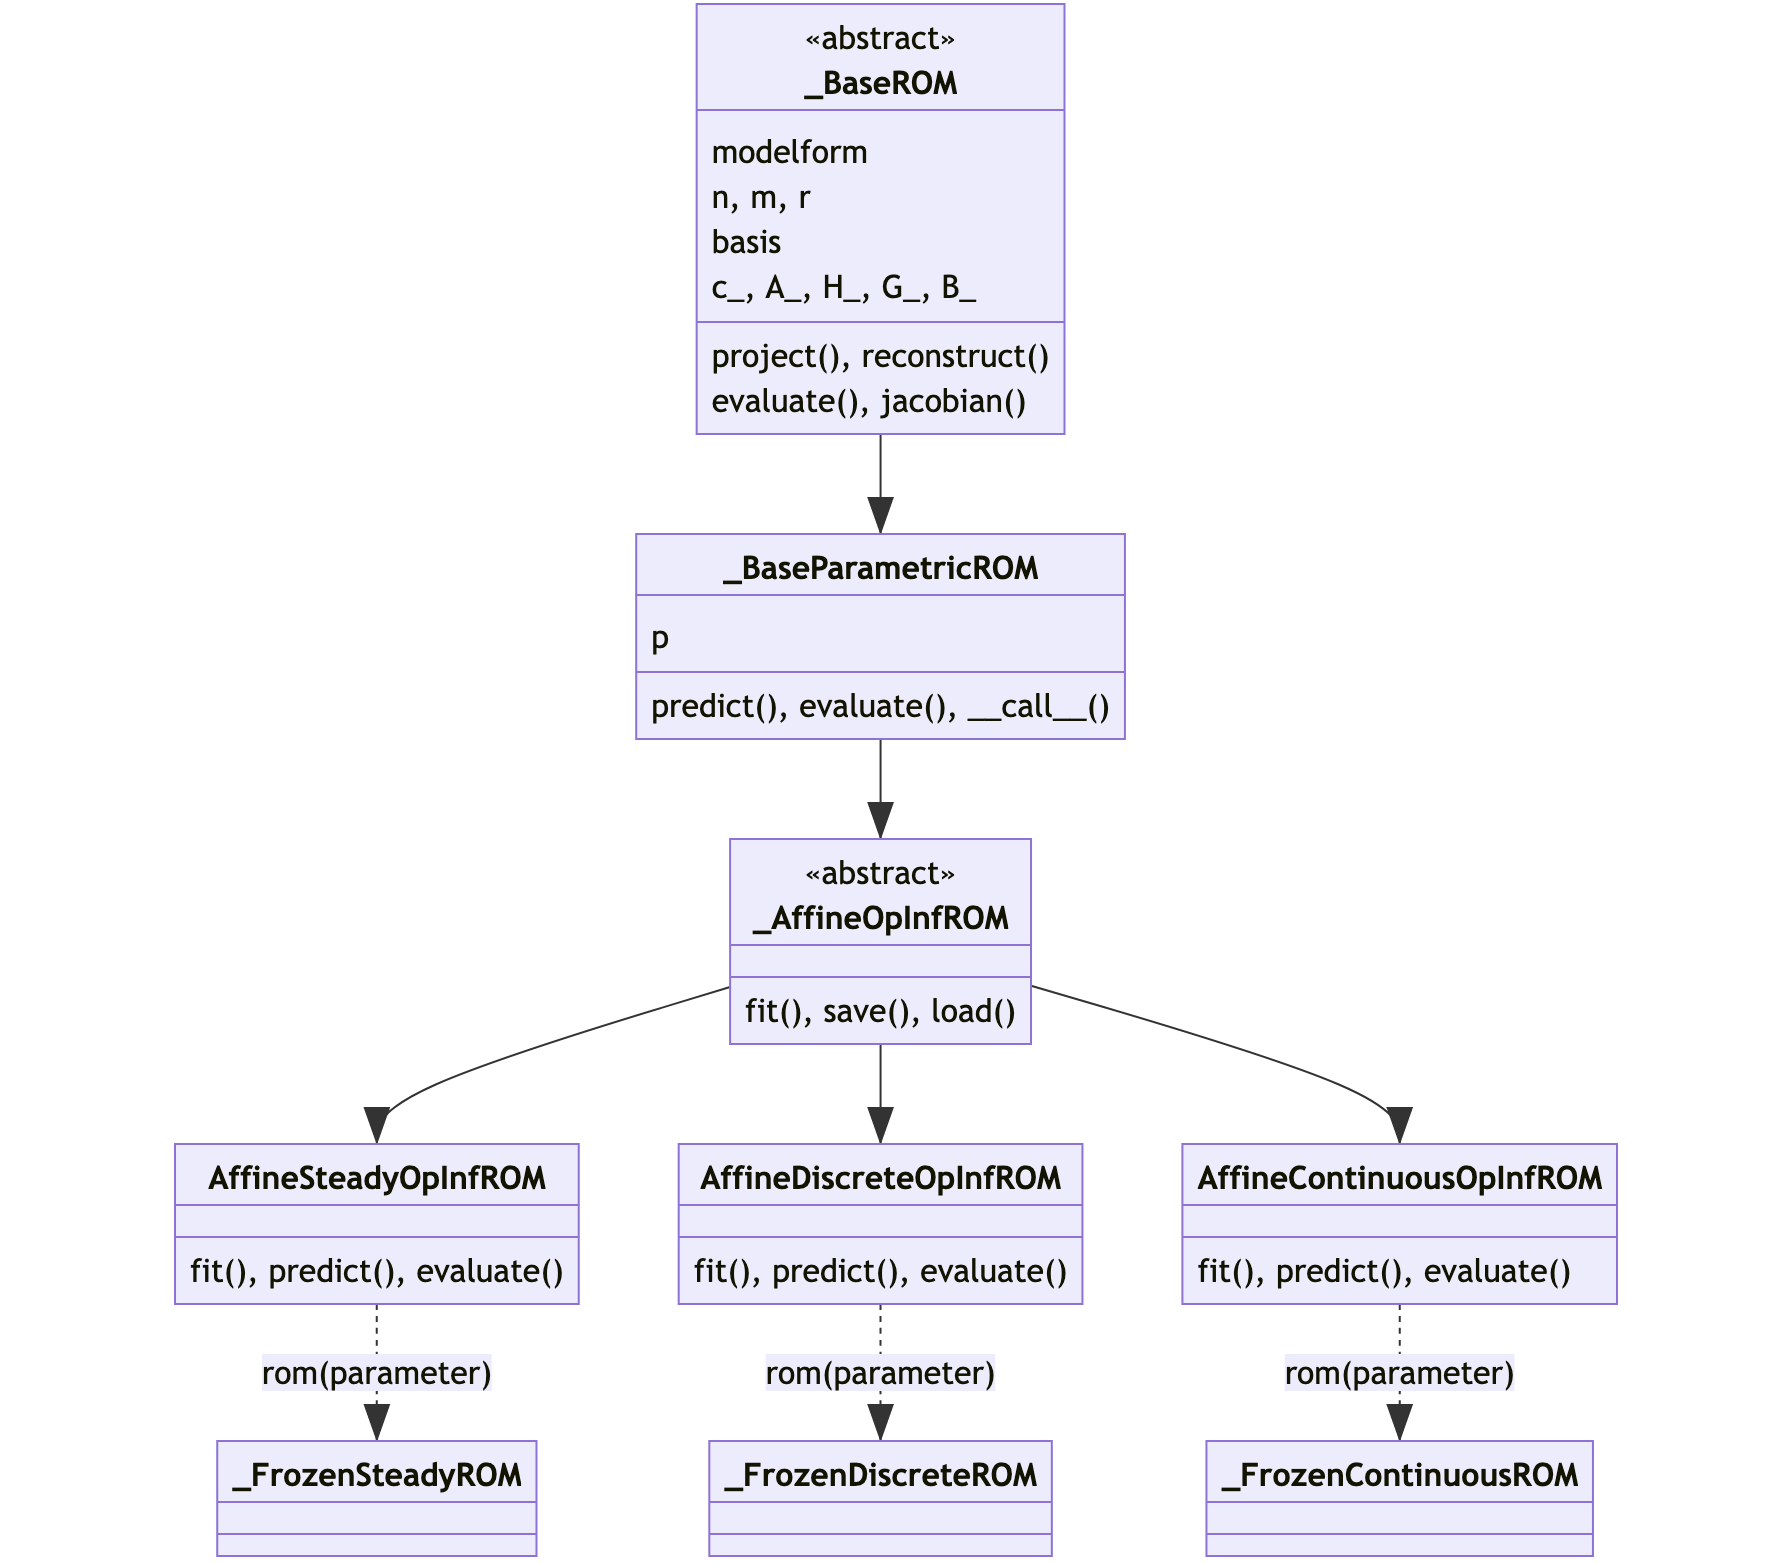 «abstract»
_BaseROM
modelform
n, m, r
basis
c_, A_, H_, G_, B_
project(), reconstruct()
evaluate(), jacobian()
_BaseParametricROM
p
predict(), evaluate(), __call__()
«abstract»
_AffineOpInfROM
fit(), save(), load()
AffineSteadyOpInfROM
fit(), predict(), evaluate()
AffineDiscreteOpInfROM
fit(), predict(), evaluate()
AffineContinuousOpInfROM
fit(), predict(), evaluate()
rom(parameter)
rom(parameter)
rom(parameter)
_FrozenSteadyROM
_FrozenDiscreteROM
_FrozenContinuousROM